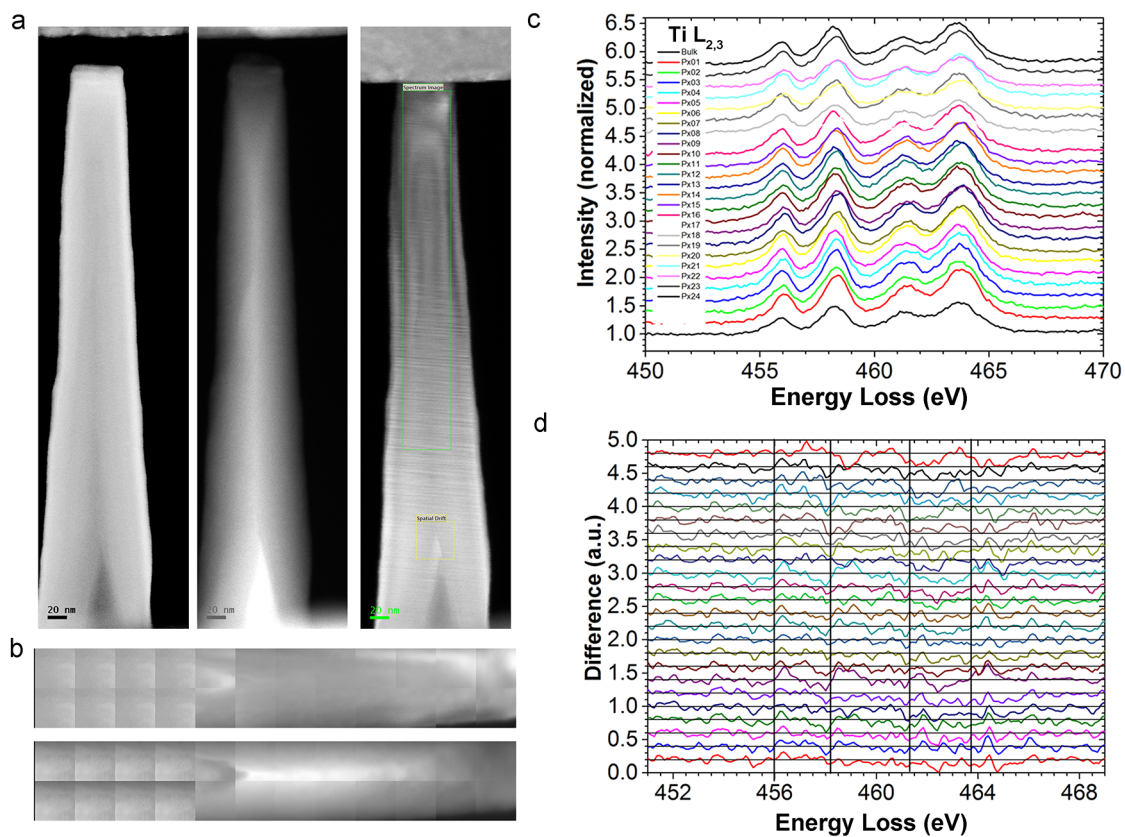 a
20 nm
20 nm
Spectrum Image
Spatial Drift
20 nm
b
c
Ti L2,3
Bulk
Px01
Px02
Px03
Px04
Px05
Px06
Px07
Px08
Px09
Px10
Px11
Px12
Px13
Px14
Px15
Px16
Px17
Px18
Px19
Px20
Px21
Px22
Px23
Px24
6.5
6.0
5.5
5.0
4.5
4.0
3.5
3.0
2.5
2.0
1.5
1.0
Intensity (normalized)
450
455
460
465
470
Energy Loss (eV)
d
5.0
4.5
4.0
3.5
3.0
2.5
2.0
1.5
1.0
0.5
0.0
Difference (a.u.)
452
456
460
464
468
Energy Loss (eV)